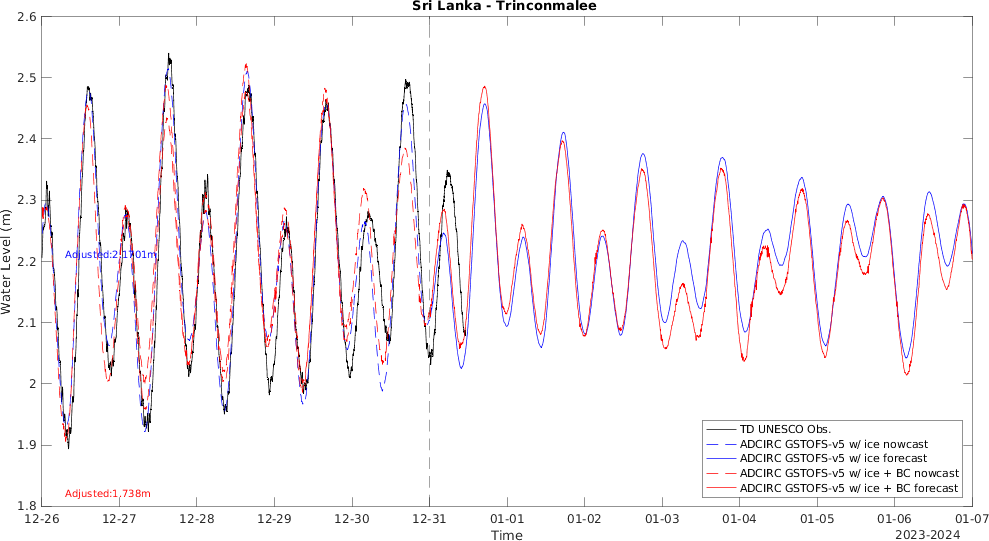 Sri Lanka - Trinconmalee
2.6
2.5
2.4
2.3
2.2
2.1
2
1.9
1.8
Water Level (m)
Adjusted:2.1701m
Adjusted:1.738m
TD UNESCO Obs.
ADCIRC GSTOFS-v5 w/ ice nowcast
ADCIRC GSTOFS-v5 w/ ice forecast
ADCIRC GSTOFS-v5 w/ ice + BC nowcast
ADCIRC GSTOFS-v5 w/ ice + BC forecast
12-26 12-27 12-28 12-29 12-30 12-31 01-01 01-02 01-03 01-04 01-05 01-06 01-07
Time
2023-2024